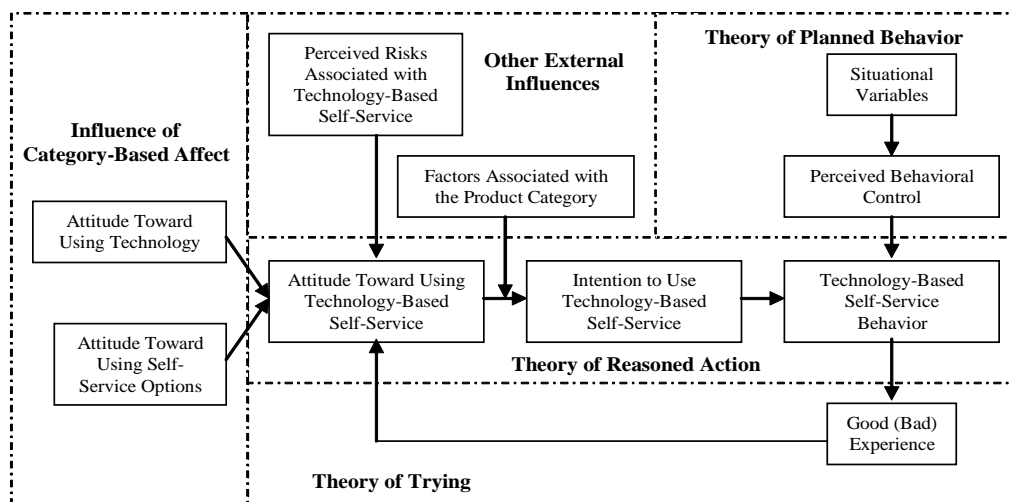 Perceived Risks
Associated with
Technology-Based
Self-Service
Other External
Influences
Theory of Planned Behavior
Situational
Variables
Influence of
Category-Based Affect
Factors Associated with
the Product Category
Perceived Behavioral
Control
Attitude Toward
Using Technology
Attitude Toward Using
Technology-Based
Self-Service
Intention to Use
Technology-Based
Self-Service
Technology-Based
Self-Service
Behavior
Attitude Toward
Using Self-
Service Options
Theory of Reasoned Action
Good (Bad)
Experience
Theory of Trying